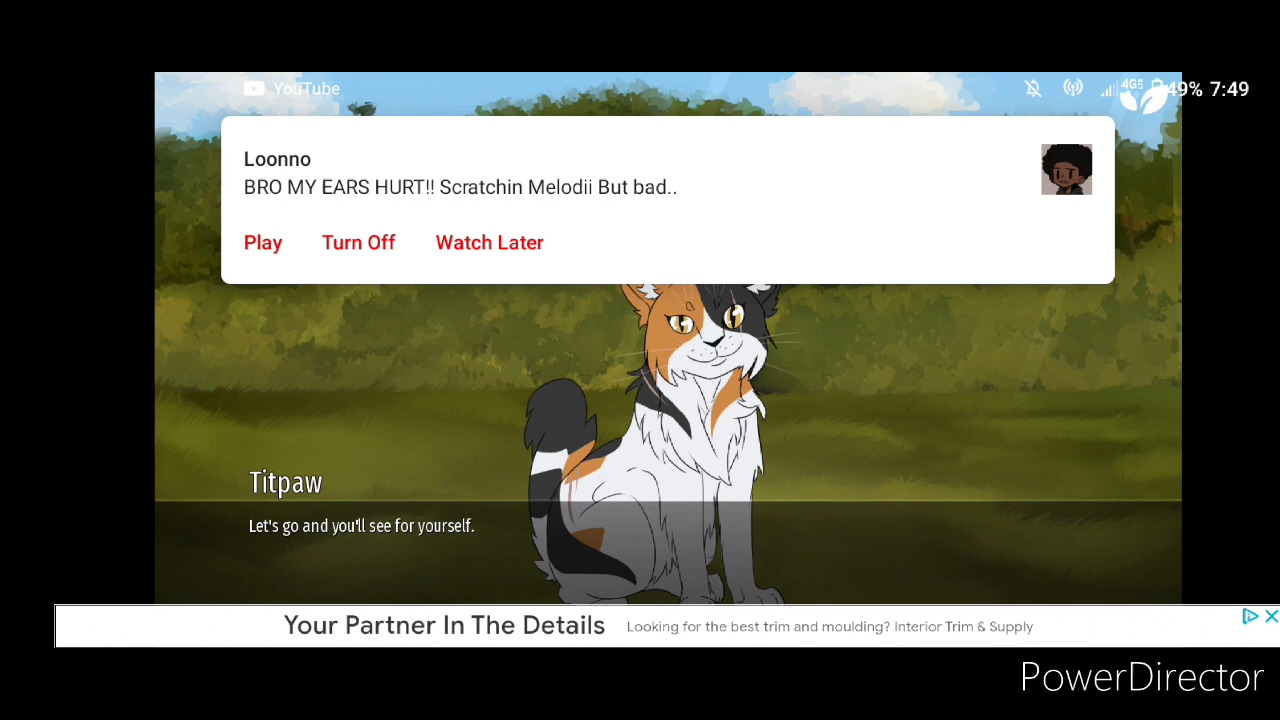 YouTube
4G 49% 7:49
Loonno
BRO MY EARS HURT!! Scratchin Melodii But bad..
Play Turn Off Watch Later
Titpaw
Let's go and you'll see for yourself.
Your Partner In The Details Looking for the best trim and moulding? Interior Trim & Supply
PowerDirector